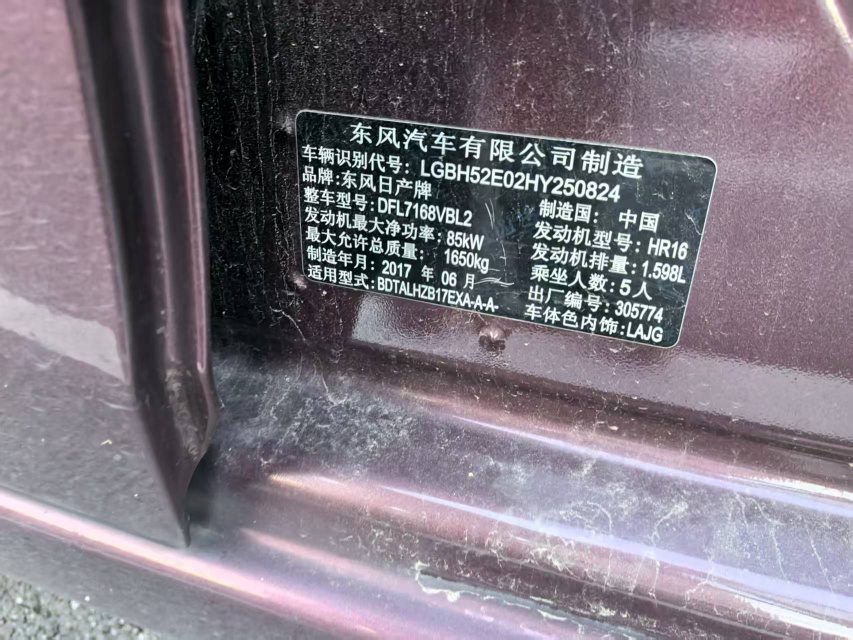 东风汽车有限公司制造
车辆识别代号: LGBH52E02HY250824
品牌:东风日产牌 制造国: 中国
整车型号:DFL7168VBL2 发动机型号: HR16
发动机最大净功率: 85kW 发动机排量: 1.598L
最大允许总质量: 1650kg 乘坐人数: 5人
制造年月: 2017 年 06 月 出厂编号: 305774
适用型式:BDTALHZB17EXA-A-A- 车体色内饰:LAJG